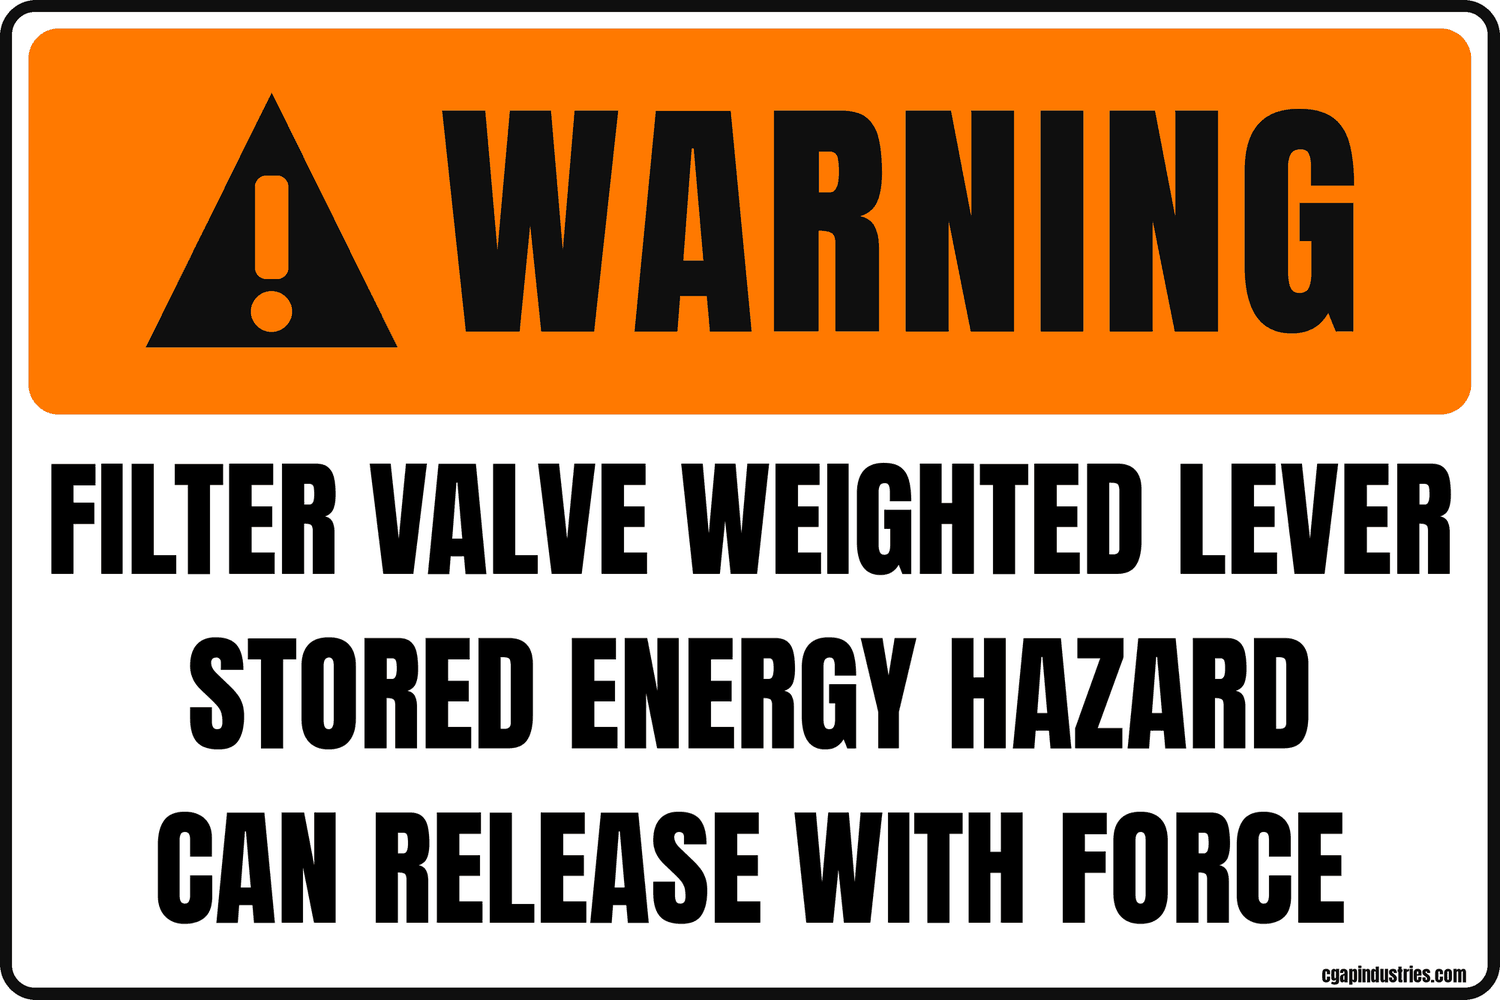 WARNING
FILTER VALVE WEIGHTED LEVER
STORED ENERGY HAZARD
CAN RELEASE WITH FORCE
cgapindustries.com